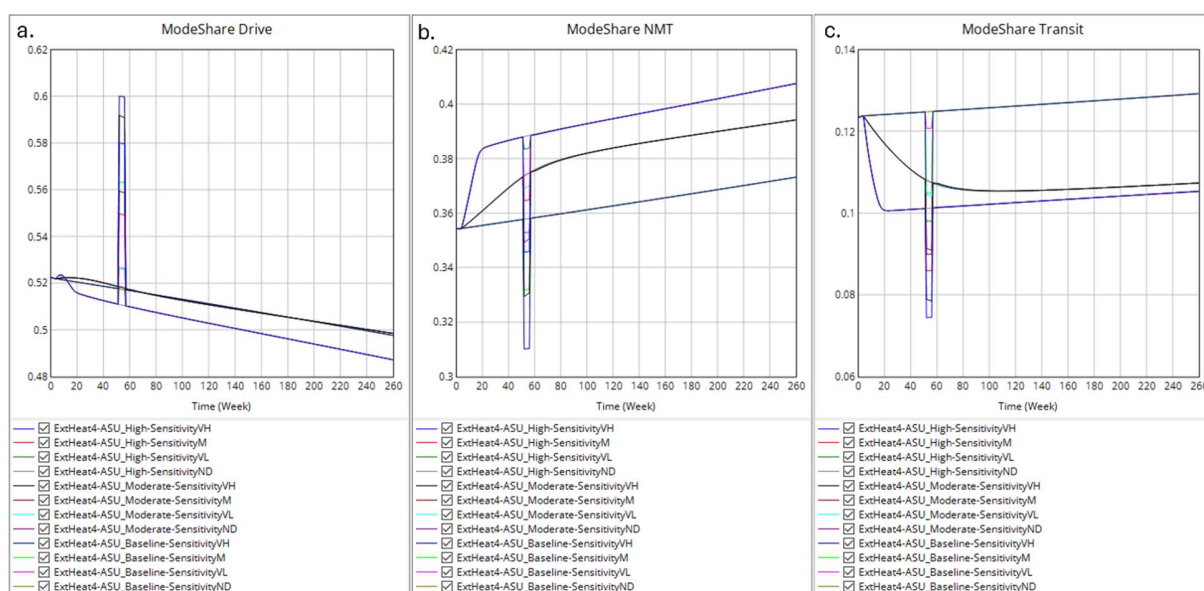 a.
ModeShare Drive
0.62
0.6
0.58
0.56
0.54
0.52
0.5
0.48
0 20 40 60 80 100 120 140 160 180 200 220 240 260
Time (Week)
ExtHeat4-ASU_High-SensitivityVH
ExtHeat4-ASU_High-SensitivityM
ExtHeat4-ASU_High-SensitivityVL
ExtHeat4-ASU_High-SensitivityND
ExtHeat4-ASU_Moderate-SensitivityVH
ExtHeat4-ASU_Moderate-SensitivityM
ExtHeat4-ASU_Moderate-SensitivityVL
ExtHeat4-ASU_Moderate-SensitivityND
ExtHeat4-ASU_Baseline-SensitivityVH
ExtHeat4-ASU_Baseline-SensitivityM
ExtHeat4-ASU_Baseline-SensitivityVL
ExtHeat4-ASU_Baseline-SensitivityND
b.
ModeShare NMT
0.42
0.4
0.38
0.36
0.34
0.32
0.3
0 20 40 60 80 100 120 140 160 180 200 220 240 260
Time (Week)
ExtHeat4-ASU_High-SensitivityVH
ExtHeat4-ASU_High-SensitivityM
ExtHeat4-ASU_High-SensitivityVL
ExtHeat4-ASU_High-SensitivityND
ExtHeat4-ASU_Moderate-SensitivityVH
ExtHeat4-ASU_Moderate-SensitivityM
ExtHeat4-ASU_Moderate-SensitivityVL
ExtHeat4-ASU_Moderate-SensitivityND
ExtHeat4-ASU_Baseline-SensitivityVH
ExtHeat4-ASU_Baseline-SensitivityM
ExtHeat4-ASU_Baseline-SensitivityVL
ExtHeat4-ASU_Baseline-SensitivityND
c.
ModeShare Transit
0.14
0.12
0.1
0.08
0.06
0 20 40 60 80 100 120 140 160 180 200 220 240 260
Time (Week)
ExtHeat4-ASU_High-SensitivityVH
ExtHeat4-ASU_High-SensitivityM
ExtHeat4-ASU_High-SensitivityVL
ExtHeat4-ASU_High-SensitivityND
ExtHeat4-ASU_Moderate-SensitivityVH
ExtHeat4-ASU_Moderate-SensitivityM
ExtHeat4-ASU_Moderate-SensitivityVL
ExtHeat4-ASU_Moderate-SensitivityND
ExtHeat4-ASU_Baseline-SensitivityVH
ExtHeat4-ASU_Baseline-SensitivityM
ExtHeat4-ASU_Baseline-SensitivityVL
ExtHeat4-ASU_Baseline-SensitivityND